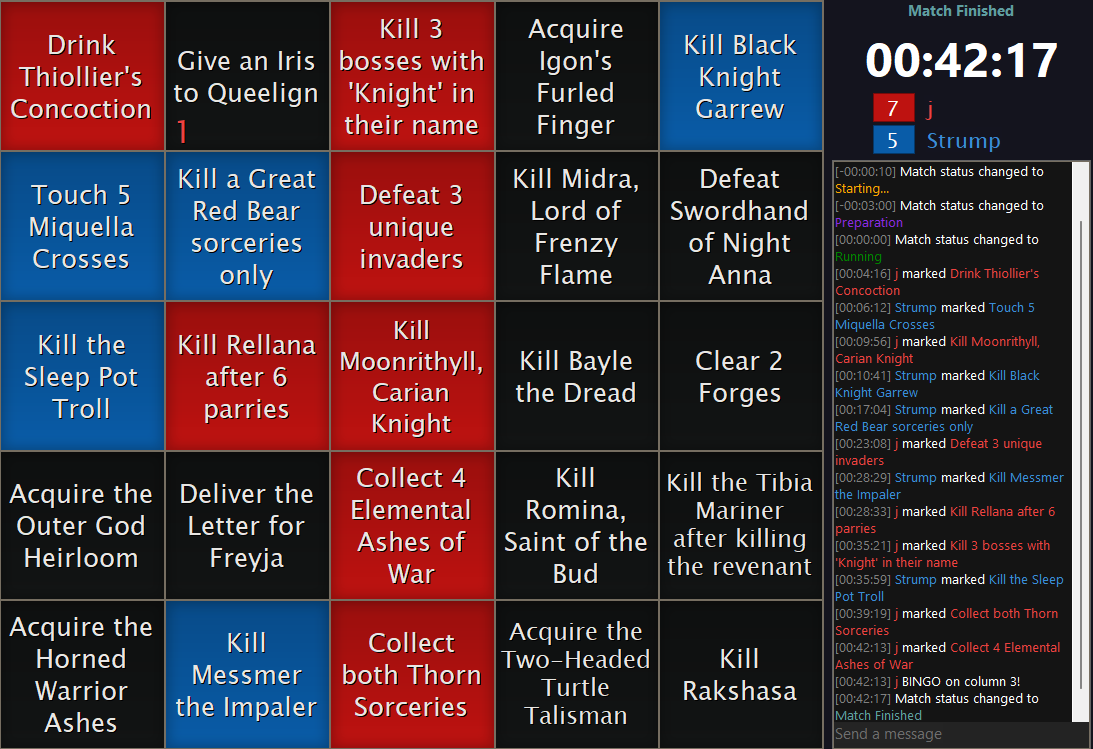 Drink
Thiollier's
Concoction
Give an Iris
to Queelign
1
Kill 3
bosses with
'Knight' in
their name
Acquire
Igon's
Furled
Finger
Kill Black
Knight
Garrew
Touch 5
Miquella
Crosses
Kill a Great
Red Bear
sorceries
only
Defeat 3
unique
invaders
Kill Midra,
Lord of
Frenzy
Flame
Defeat
Swordhand
of Night
Anna
Kill the
Sleep Pot
Troll
Kill Rellana
after 6
parries
Kill
Moonrithyll,
Carian
Knight
Kill Bayle
the Dread
Clear 2
Forges
Acquire the
Outer God
Heirloom
Deliver the
Letter for
Freyja
Collect 4
Elemental
Ashes of
War
Kill
Romina,
Saint of the
Bud
Kill the Tibia
Mariner
after killing
the revenant
Acquire the
Horned
Warrior
Ashes
Kill
Messmer
the Impaler
Collect
both Thorn
Sorceries
Acquire the
Two-Headed
Turtle
Talisman
Kill
Rakshasa
Match Finished
00:42:17
7 j
5 Strump
[-00:00:10] Match status changed to
Starting...
[-00:03:00] Match status changed to
Preparation
[00:00:00] Match status changed to
Running
[00:04:16] j marked Drink Thiollier's
Concoction
[00:06:12] Strump marked Touch 5
Miquella Crosses
[00:09:56] j marked Kill Moonrithyll,
Carian Knight
[00:10:41] Strump marked Kill Black
Knight Garrew
[00:17:04] Strump marked Kill a Great
Red Bear sorceries only
[00:23:08] j marked Defeat 3 unique
invaders
[00:28:29] Strump marked Kill Messmer
the Impaler
[00:28:33] j marked Kill Rellana after 6
parries
[00:35:21] j marked Kill 3 bosses with
'Knight' in their name
[00:35:59] Strump marked Kill the Sleep
Pot Troll
[00:39:19] j marked Collect both Thorn
Sorceries
[00:42:13] j marked Collect 4 Elemental
Ashes of War
[00:42:13] j BINGO on column 3!
[00:42:17] Match status changed to
Match Finished
Send a message